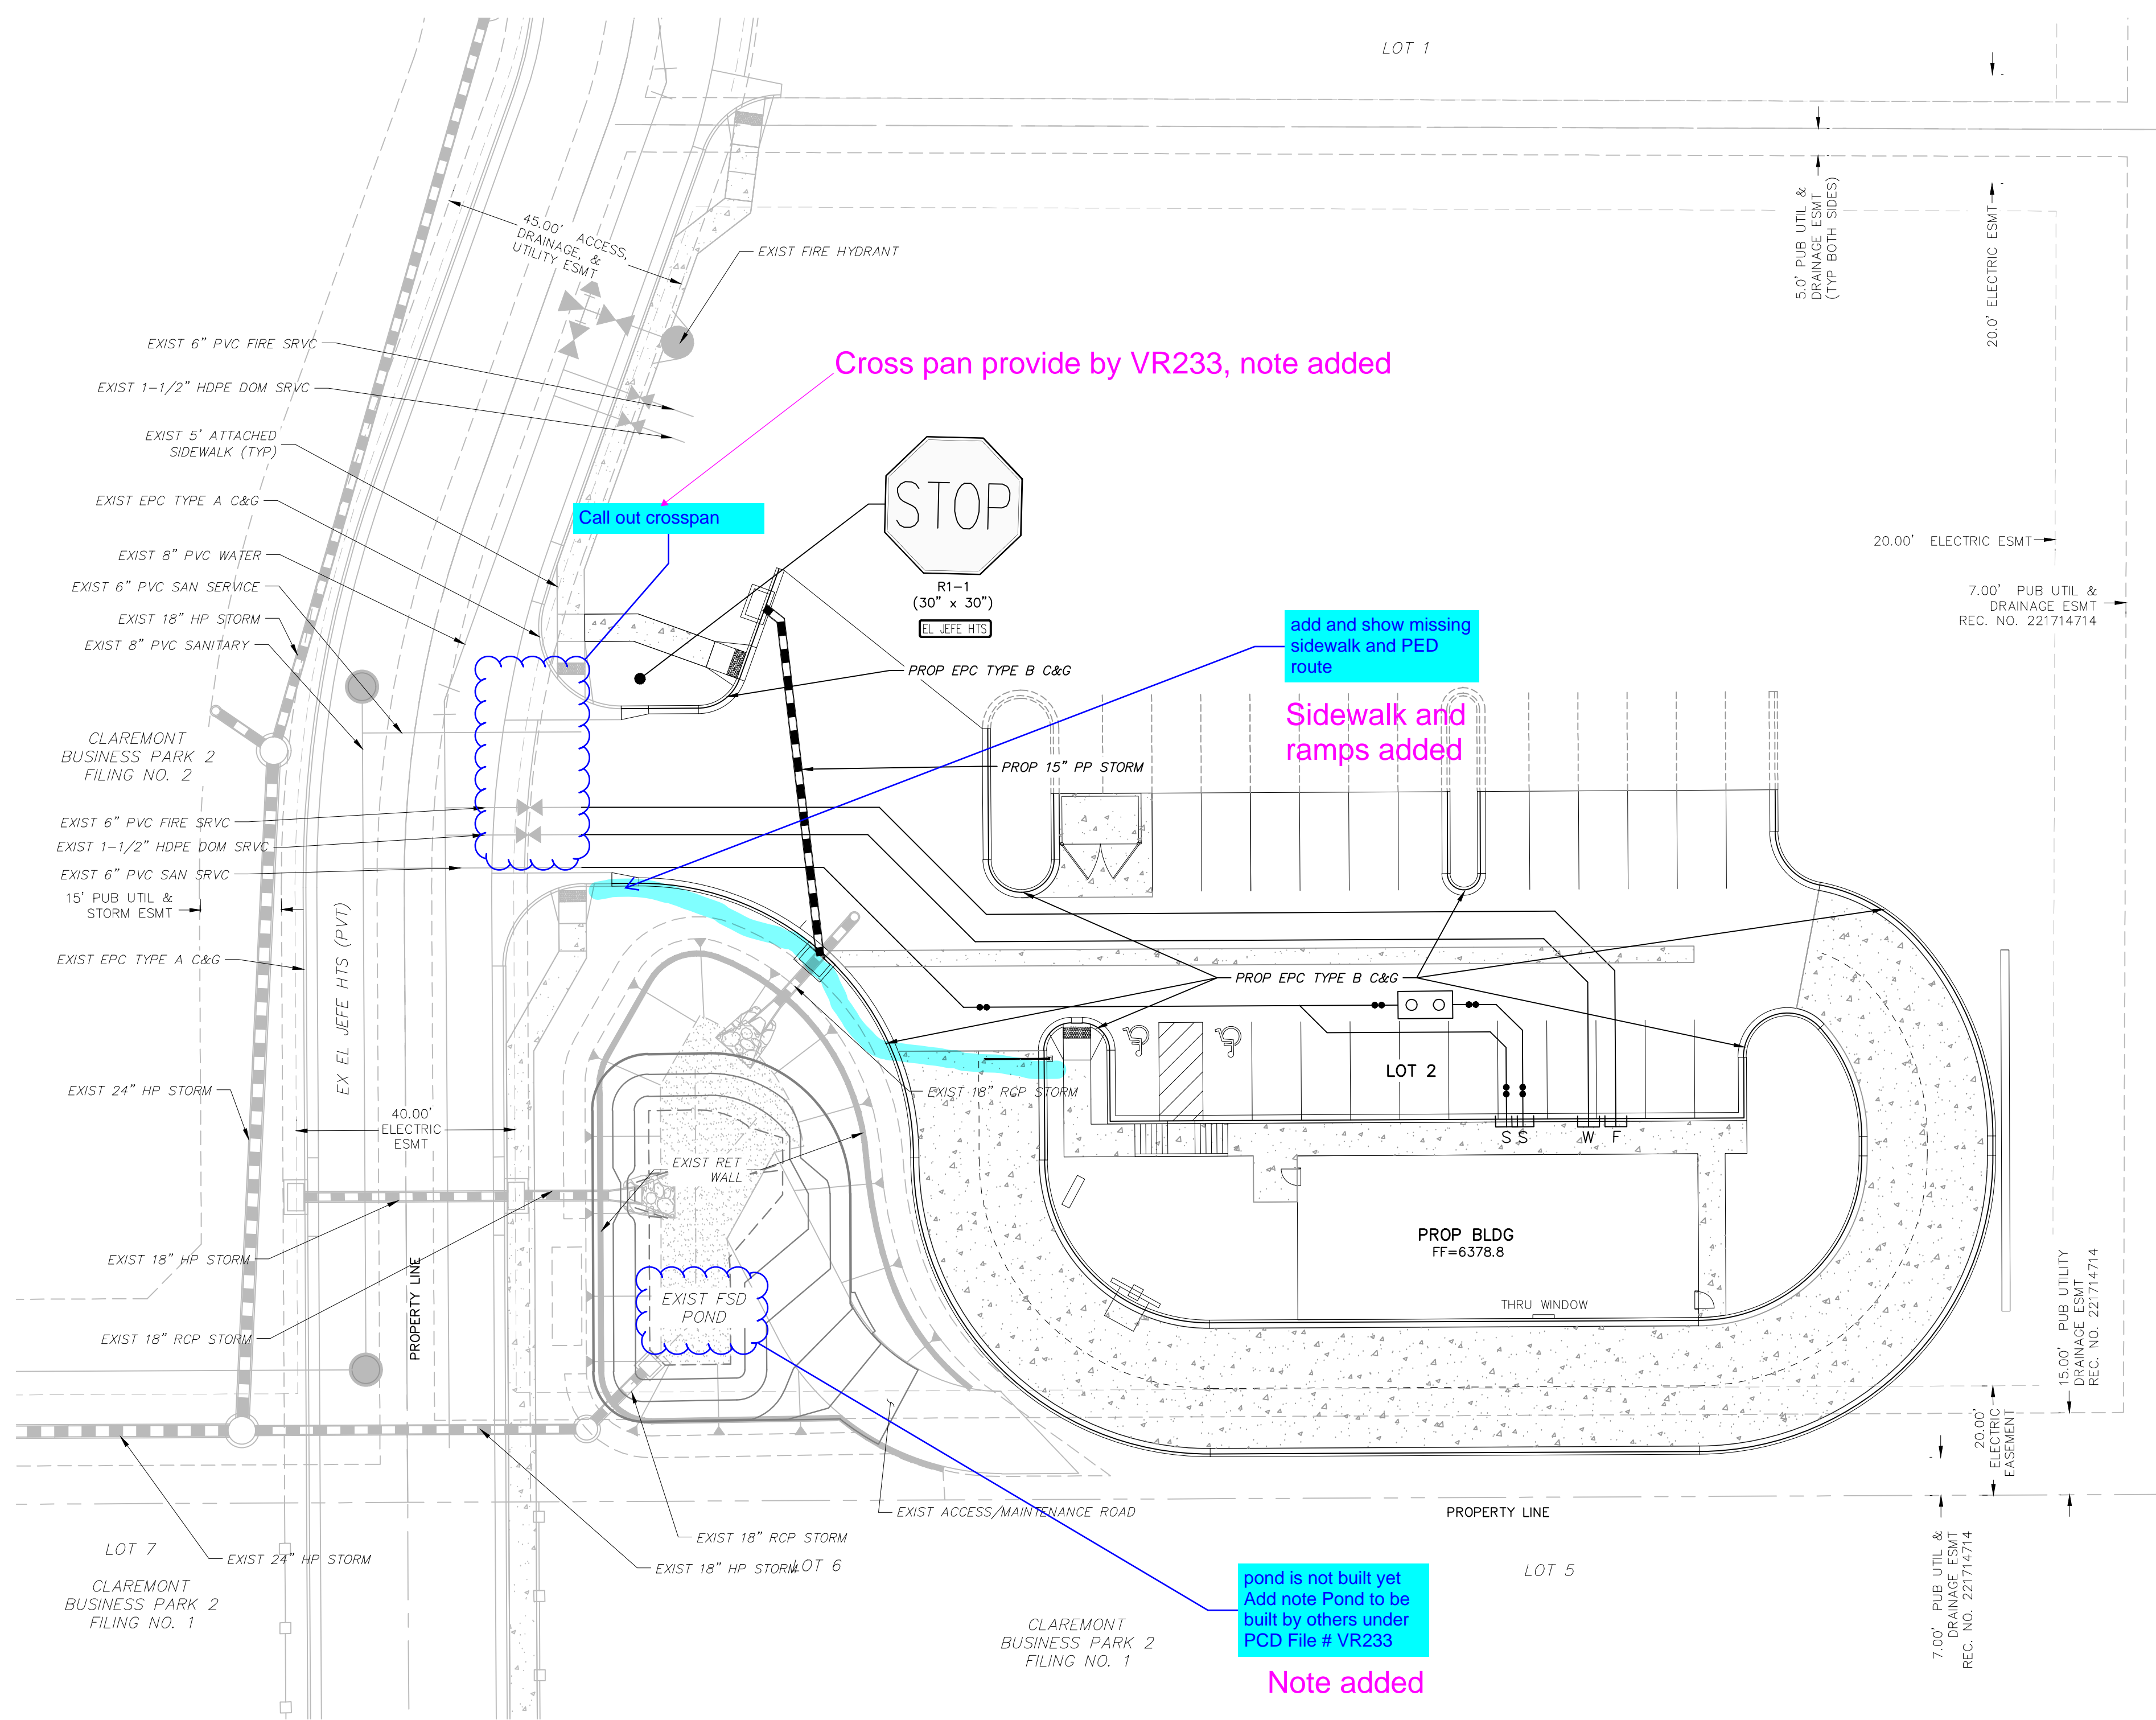 LOT 1
45.00' ACCESS,
DRAINAGE, &
UTILITY ESMT
EXIST FIRE HYDRANT
5.0' PUB UTIL &
DRAINAGE ESMT
(TYP BOTH SIDES)
20.0' ELECTRIC ESMT
EXIST 6" PVC FIRE SRVC
EXIST 1-1/2" HDPE DOM SRVC
EXIST 5' ATTACHED
SIDEWALK (TYP)
EXIST EPC TYPE A C&G
EXIST 8" PVC WATER
EXIST 6" PVC SAN SERVICE
EXIST 18" HP STORM
EXIST 8" PVC SANITARY
Cross pan provide by VR233, note added
Call out crosspan
STOP
R1-1
(30" x 30")
EL JEFE HTS
20.00' ELECTRIC ESMT
7.00' PUB UTIL &
DRAINAGE ESMT
REC. NO. 221714714
add and show missing
sidewalk and PED
route
Sidewalk and
ramps added
PROP EPC TYPE B C&G
PROP 15" PP STORM
CLAREMONT
BUSINESS PARK 2
FILING NO. 2
EXIST 6" PVC FIRE SRVC
EXIST 1-1/2" HDPE DOM SRVC
EXIST 6" PVC SAN SRVC
15' PUB UTIL &
STORM ESMT
EXIST EPC TYPE A C&G
EX EL JEFE HTS (PVT)
PROP EPC TYPE B C&G
LOT 2
EXIST 18" RCP STORM
EXIST 24" HP STORM
40.00'
ELECTRIC
ESMT
S S W F
EXIST RET
WALL
PROP BLDG
FF=6378.8
THRU WINDOW
EXIST 18" HP STORM
PROPERTY LINE
EXIST FSD
POND
EXIST 18" RCP STORM
15.00' PUB UTILITY
DRAINAGE ESMT
REC. NO. 221714714
20.00'
ELECTRIC
EASEMENT
EXIST ACCESS/MAINTENANCE ROAD
PROPERTY LINE
EXIST 18" RCP STORM
EXIST 18" HP STORM
LOT 6
LOT 7
EXIST 24" HP STORM
CLAREMONT
BUSINESS PARK 2
FILING NO. 1
LOT 5
7.00' PUB UTIL &
DRAINAGE ESMT
REC. NO. 221714714
pond is not built yet
Add note Pond to be
built by others under
PCD File # VR233
Note added
CLAREMONT
BUSINESS PARK 2
FILING NO. 1